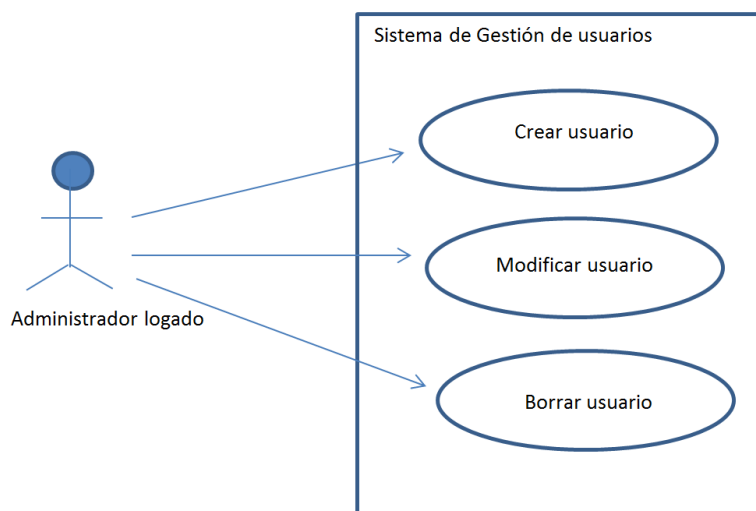 Sistema de Gestión de usuarios
Crear usuario
Modificar usuario
Administrador logado
Borrar usuario